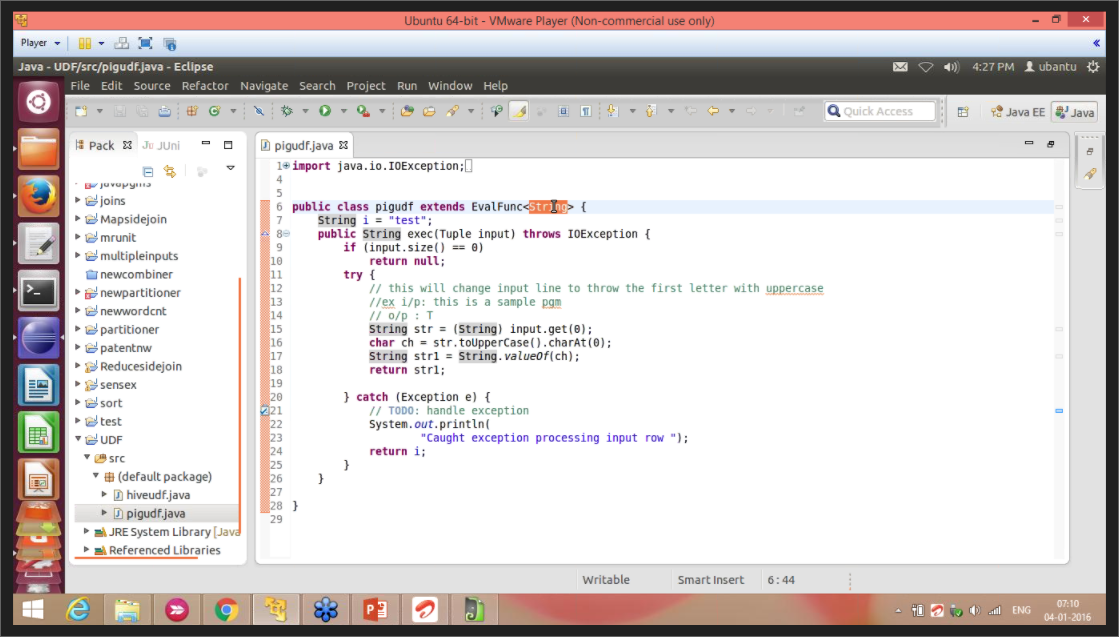 Ubuntu 64-bit - VMware Player (Non-commercial use only)
Player
Java - UDF/src/pigudf.java - Eclipse
4:27 PM ubantu
File Edit Source Refactor Navigate Search Project Run Window Help
Quick Access
Java EE
Java
Pack
JUni
pigudf.java
joins
Mapsidejoin
mrunit
multipleinputs
newcombiner
newpartitioner
newwordcnt
partitioner
patentnw
Reducesidejoin
sensex
sort
test
UDF
src
(default package)
hiveudf.java
pigudf.java
JRE System Library [Java
Referenced Libraries
1 import java.io.IOException;
4
5
6 public class pigudf extends EvalFunc<String> {
7 String i = "test";
8 public String exec(Tuple input) throws IOException {
9 if (input.size() == 0)
10 return null;
11 try {
12 // this will change input line to throw the first letter with uppercase
13 //ex i/p: this is a sample pgm
14 // o/p : T
15 String str = (String) input.get(0);
16 char ch = str.toUpperCase().charAt(0);
17 String str1 = String.valueOf(ch);
18 return str1;
19
20 } catch (Exception e) {
21 // TODO: handle exception
22 System.out.println(
23 "Caught exception processing input row ");
24 return i;
25 }
26 }
27
28 }
29
Writable Smart Insert 6 : 44
ENG
07:10
04-01-2016